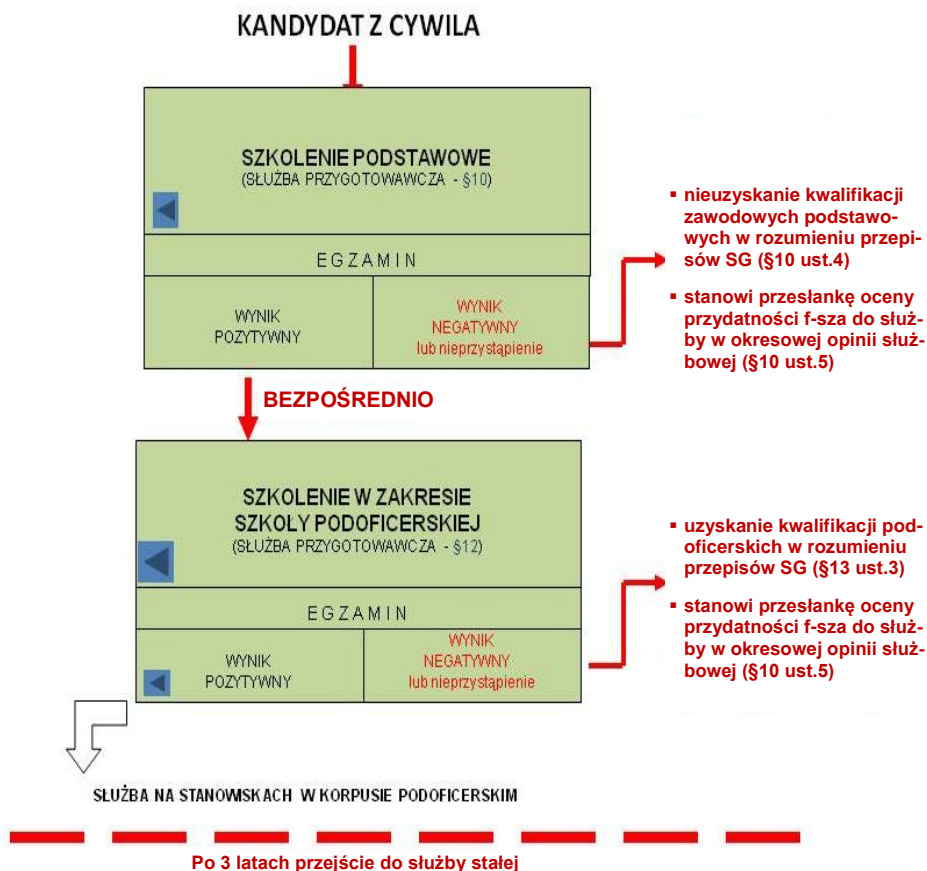 KANDYDAT Z CYWILA
SZKOLENIE PODSTAWOWE
(SŁUŻBA PRZYGOTOWAWCZA - §10)
EGZAMIN
WYNIK
POZYTYWNY
WYNIK
NEGATYWNY
lub nieprzystąpienie
▪ nieuzyskanie kwalifikacji
zawodowych podstawo-
wych w rozumieniu przepi-
sów SG (§10 ust.4)
▪ stanowi przesłankę oceny
przydatności f-sza do służ-
by w okresowej opinii służ-
bowej (§10 ust.5)
BEZPOŚREDNIO
SZKOLENIE W ZAKRESIE
SZKOŁY PODOFICERSKIEJ
(SŁUŻBA PRZYGOTOWAWCZA - §12)
EGZAMIN
WYNIK
POZYTYWNY
WYNIK
NEGATYWNY
lub nieprzystąpienie
▪ uzyskanie kwalifikacji pod-
oficerskich w rozumieniu
przepisów SG (§13 ust.3)
▪ stanowi przesłankę oceny
przydatności f-sza do służ-
by w okresowej opinii służ-
bowej (§10 ust.5)
SŁUŻBA NA STANOWISKACH W KORPUSIE PODOFICERSKIM
Po 3 latach przejście do służby stałej